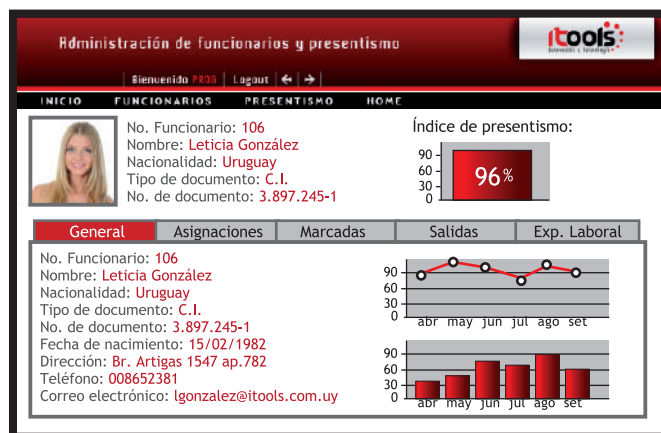 Administración de funcionarios y presentismo
itools
Bienvenido PROG | Logout
INICIO FUNCIONARIOS PRESENTISMO HOME
No. Funcionario: 106
Nombre: Leticia González
Nacionalidad: Uruguay
Tipo de documento: C.I.
No. de documento: 3.897.245-1
Índice de presentismo:
90
60
30
0
96%
General Asignaciones Marcadas Salidas Exp. Laboral
No. Funcionario: 106
Nombre: Leticia González
Nacionalidad: Uruguay
Tipo de documento: C.I.
No. de documento: 3.897.245-1
Fecha de nacimiento: 15/02/1982
Dirección: Br. Artigas 1547 ap.782
Teléfono: 008652381
Correo electrónico: lgonzalez@itools.com.uy
90
60
30
0
abr may jun jul ago set
90
60
30
0
abr may jun jul ago set